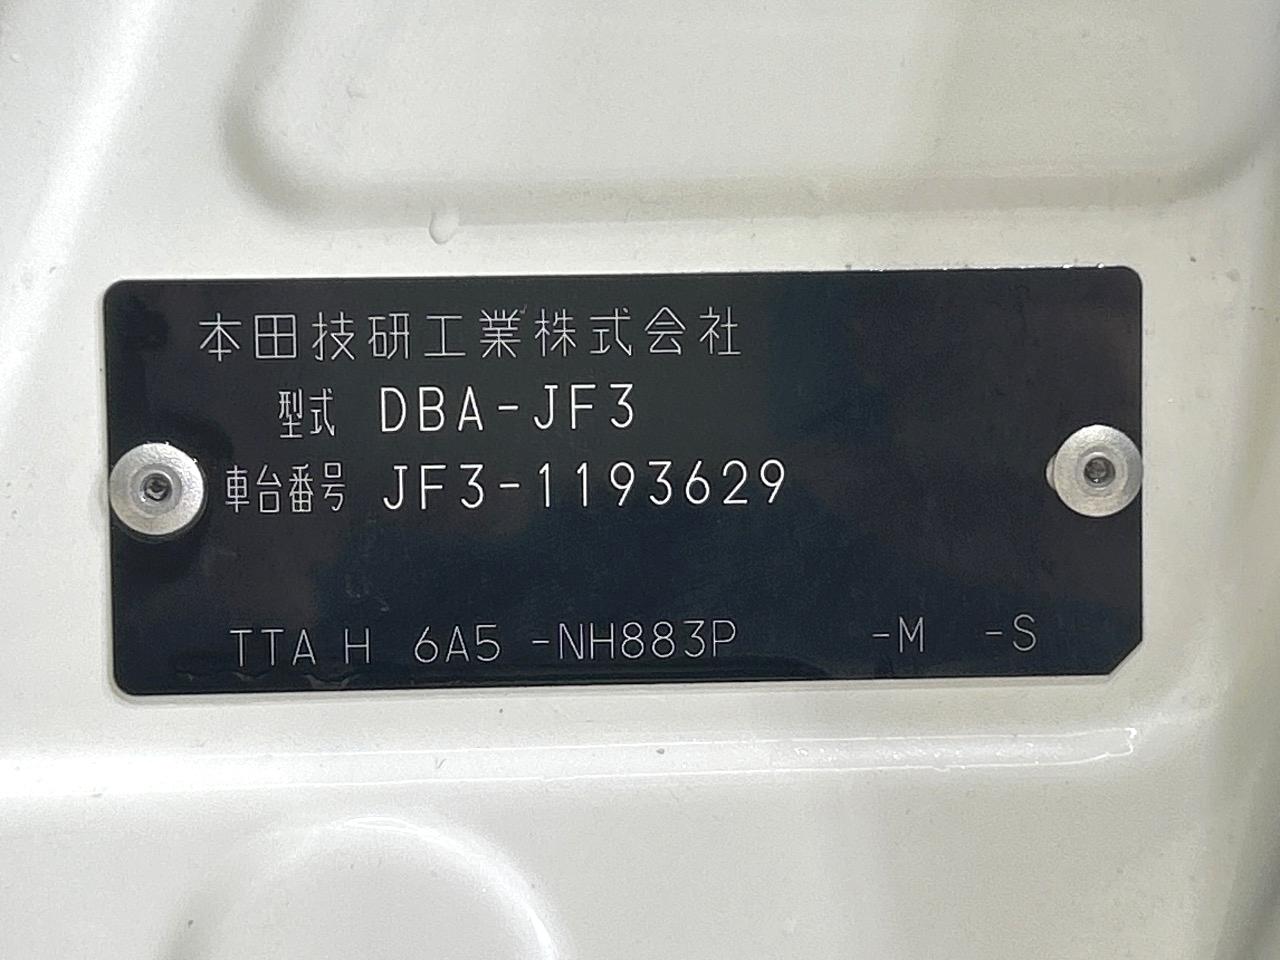 本田技研工業株式会社
型式 DBA-JF3
車台番号 JF3-1193629
TTA H 6A5 -NH883P -M -S